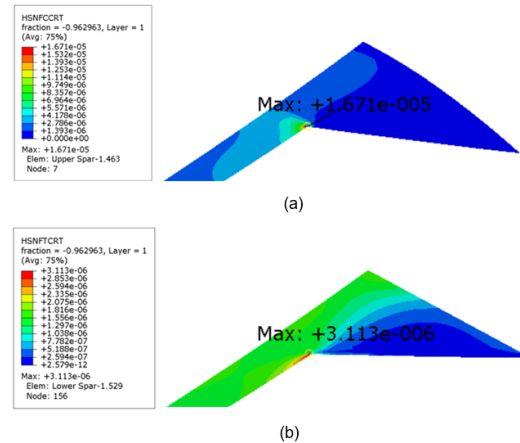 HSNFCCRT
fraction = -0.962963, Layer = 1
(Avg: 75%)
+1.671e-05
+1.532e-05
+1.393e-05
+1.253e-05
+1.114e-05
+9.749e-06
+8.357e-06
+6.964e-06
+5.571e-06
+4.178e-06
+2.786e-06
+1.393e-06
+0.000e+00
Max: +1.671e-05
Elem: Upper Spar-1.463
Node: 7
Max: +1.671e-005
(a)
HSNFTCRT
fraction = -0.962963, Layer = 1
(Avg: 75%)
+3.113e-06
+2.853e-06
+2.594e-06
+2.335e-06
+2.075e-06
+1.816e-06
+1.556e-06
+1.297e-06
+1.038e-06
+7.782e-07
+5.188e-07
+2.594e-07
+2.579e-12
Max: +3.113e-06
Elem: Lower Spar-1.529
Node: 156
Max: +3.113e-006
(b)